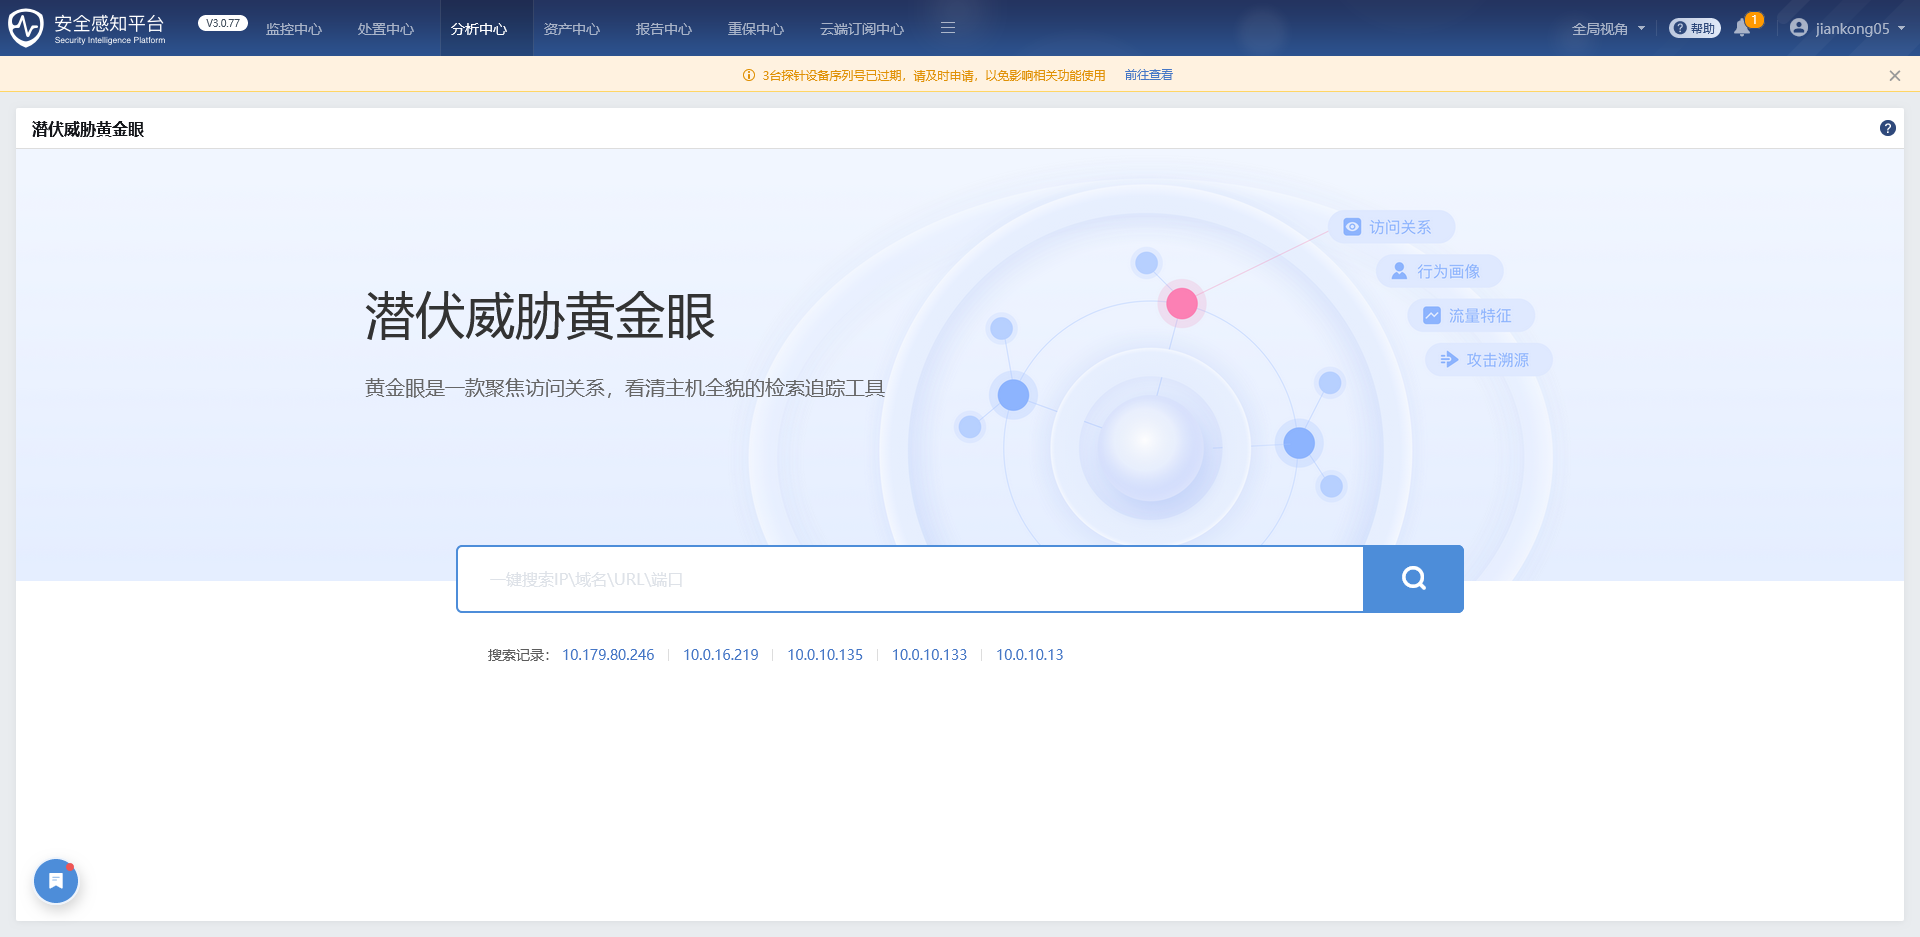 安全感知平台
Security Intelligence Platform
V3.0.77
监控中心
处置中心
分析中心
资产中心
报告中心
重保中心
云端订阅中心
全局视角
帮助
1
jiankong05
3台探针设备序列号已过期，请及时申请，以免影响相关功能使用 前往查看
潜伏威胁黄金眼
访问关系
行为画像
流量特征
攻击溯源
潜伏威胁黄金眼
黄金眼是一款聚焦访问关系，看清主机全貌的检索追踪工具
一键搜索IP\域名\URL\端口
搜索记录： 10.179.80.246 10.0.16.219 10.0.10.135 10.0.10.133 10.0.10.13